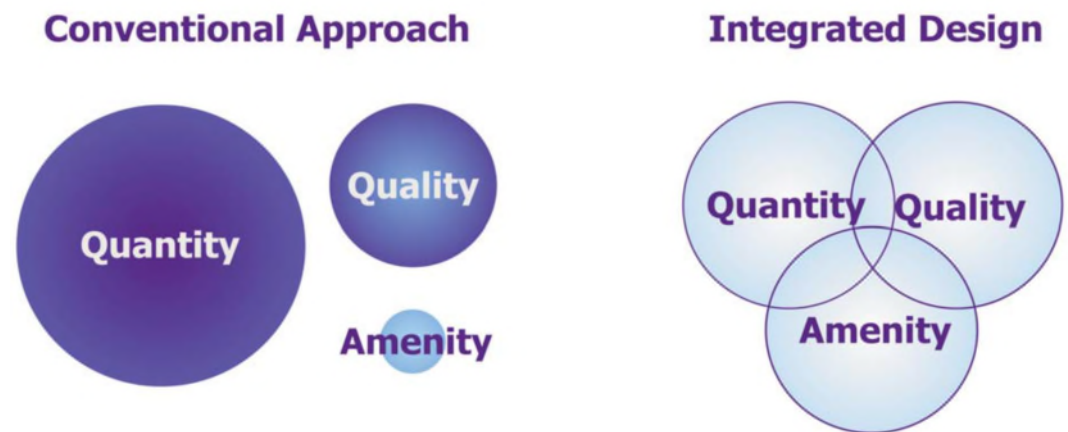 Conventional Approach
Quantity
Quality
Amenity
Integrated Design
Quantity
Quality
Amenity